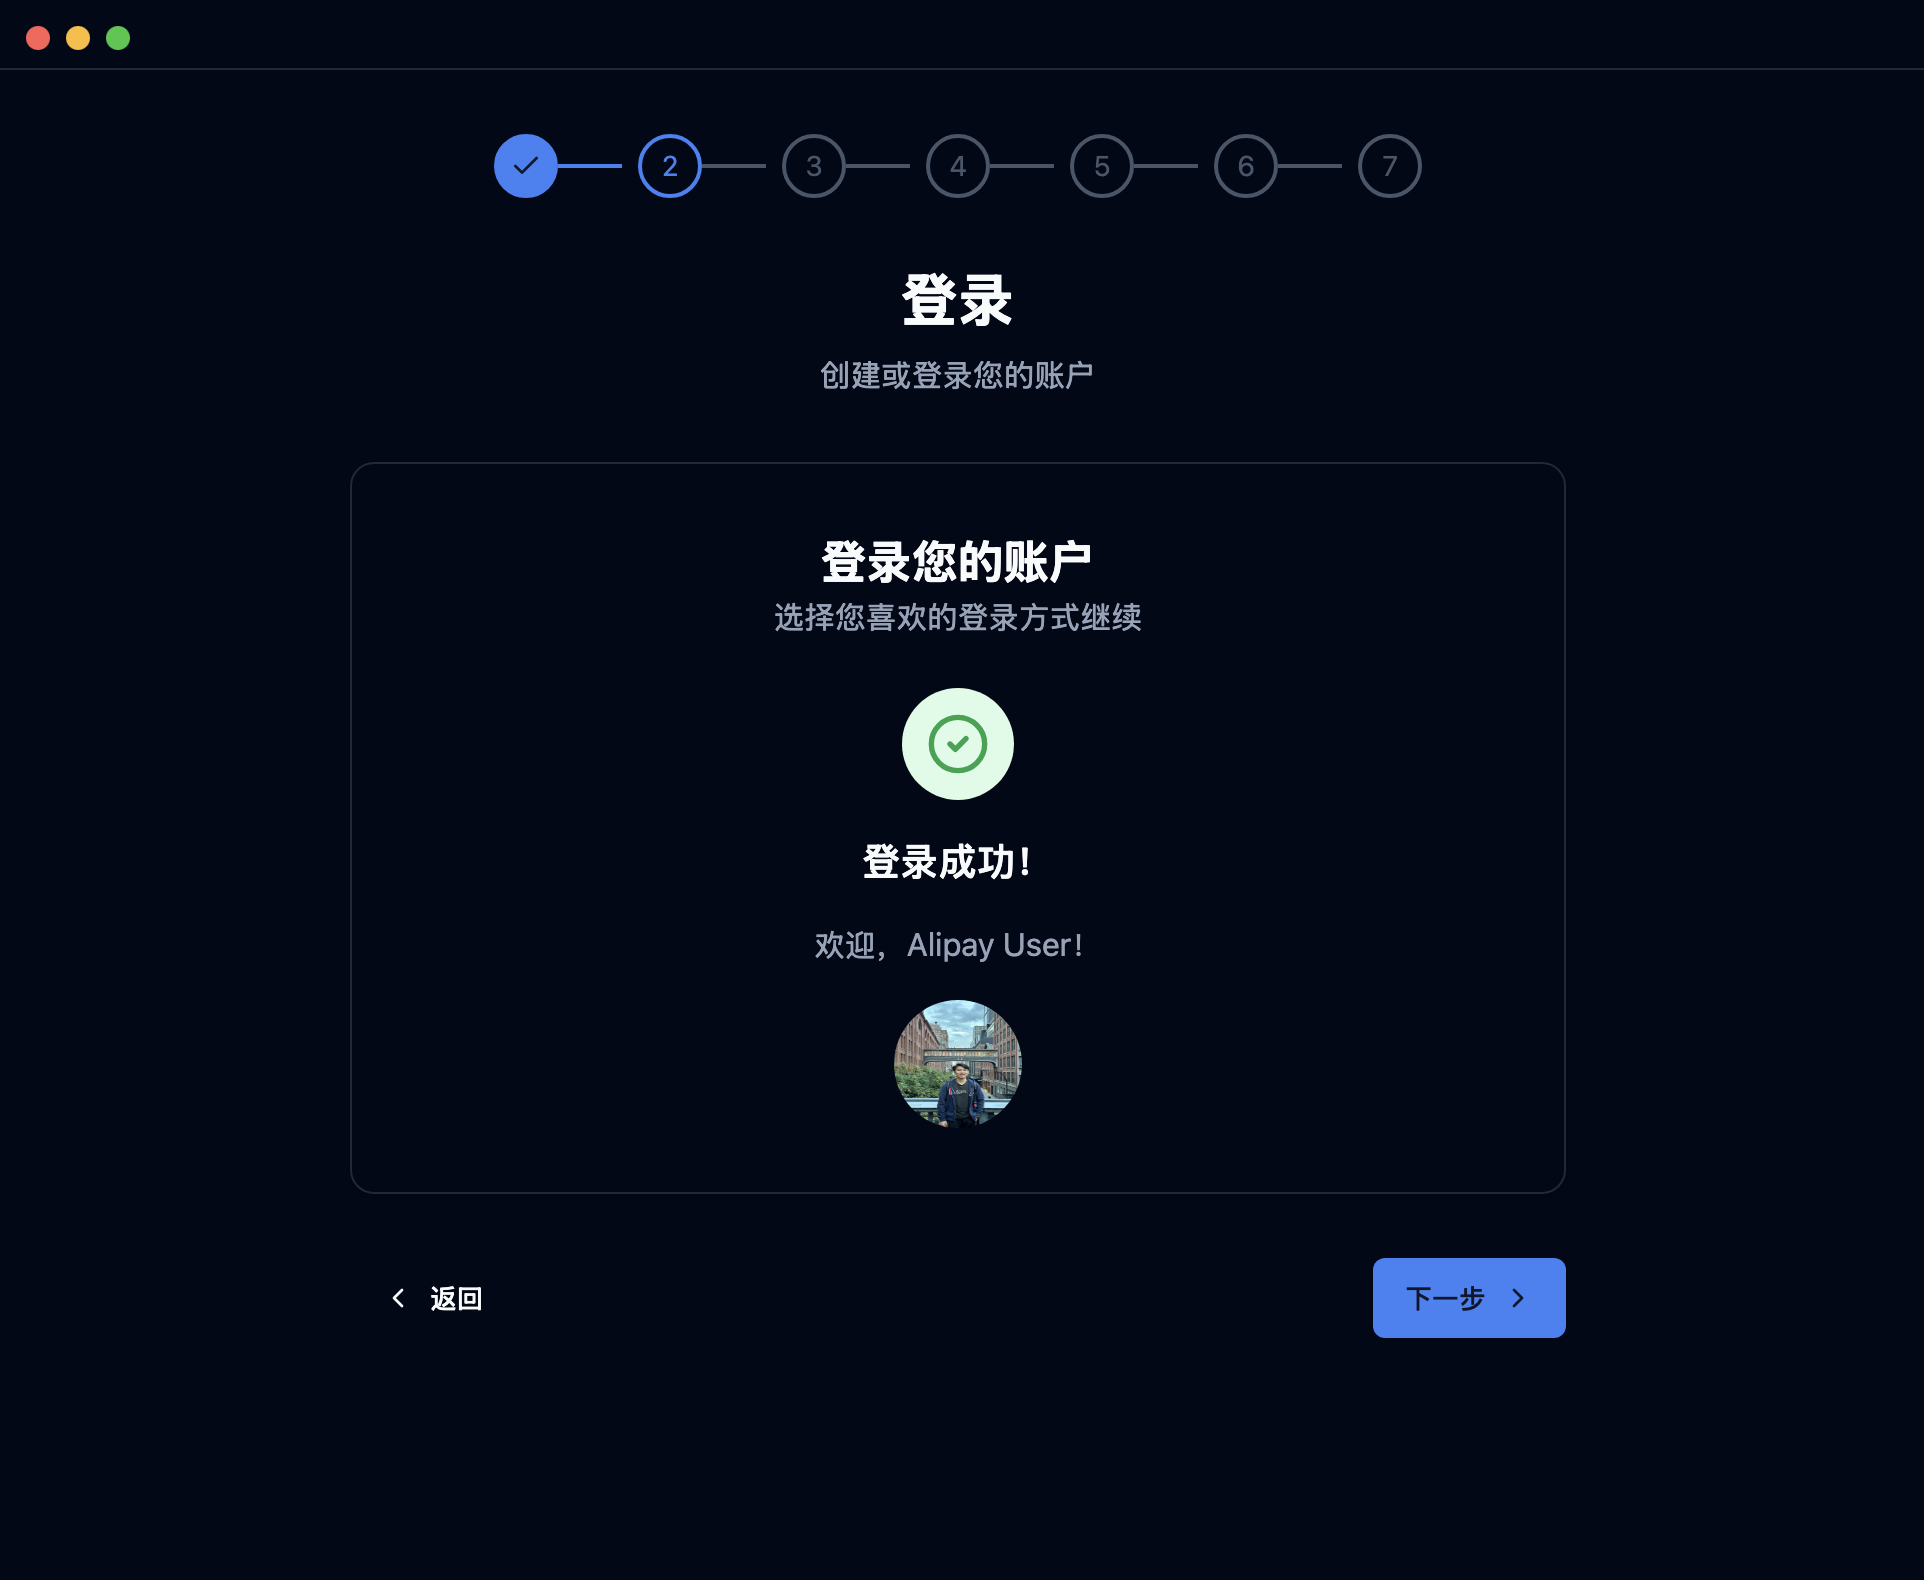 2
3
4
5
6
7
登录
创建或登录您的账户
登录您的账户
选择您喜欢的登录方式继续
登录成功！
欢迎，Alipay User！
返回
下一步